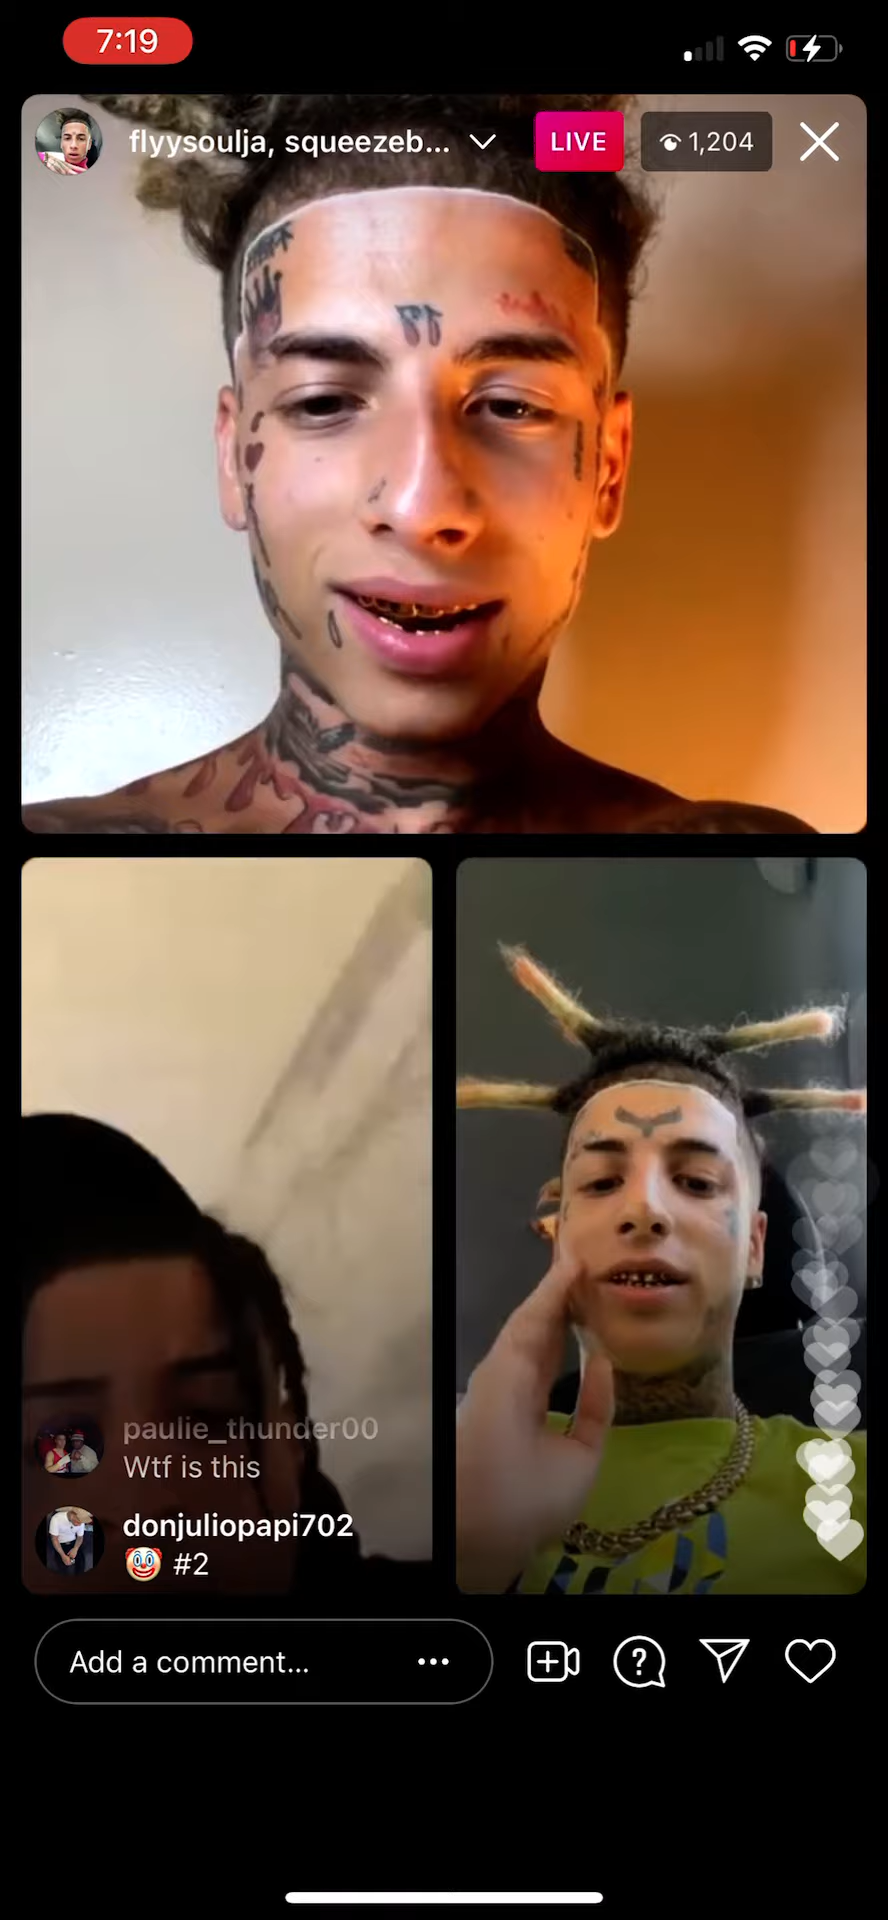 7:19
flyysoulja, squeezeb...
LIVE
1,204
paulie_thunder00
Wtf is this
donjuliopapi702
🤡 #2
Add a comment...